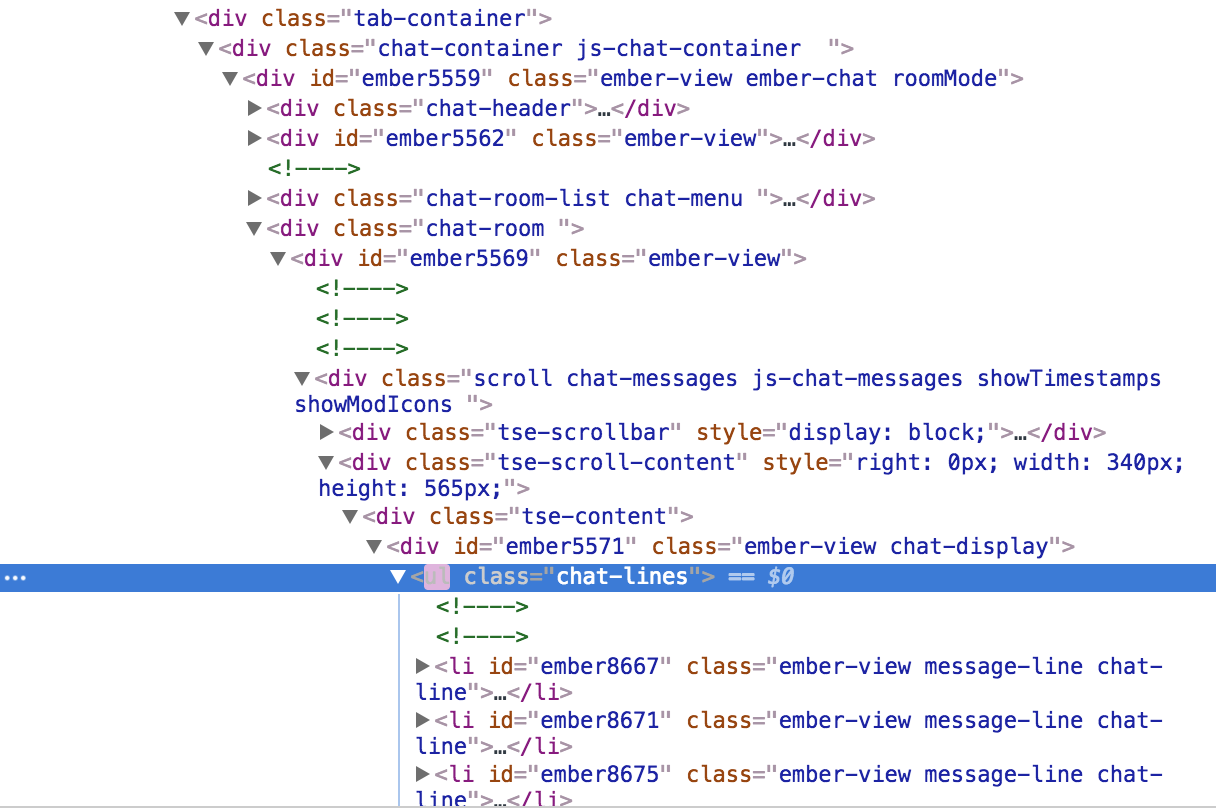 ▼<div class="tab-container">
▼<div class="chat-container js-chat-container  ">
▼<div id="ember5559" class="ember-view ember-chat roomMode">
▶<div class="chat-header">…</div>
▶<div id="ember5562" class="ember-view">…</div>
<!---->
▶<div class="chat-room-list chat-menu ">…</div>
▼<div class="chat-room ">
▼<div id="ember5569" class="ember-view">
<!---->
<!---->
<!---->
▼<div class="scroll chat-messages js-chat-messages showTimestamps
showModIcons ">
▶<div class="tse-scrollbar" style="display: block;">…</div>
▼<div class="tse-scroll-content" style="right: 0px; width: 340px;
height: 565px;">
▼<div class="tse-content">
▼<div id="ember5571" class="ember-view chat-display">
… ▼<ul class="chat-lines"> == $0
<!---->
<!---->
▶<li id="ember8667" class="ember-view message-line chat-
line">…</li>
▶<li id="ember8671" class="ember-view message-line chat-
line">…</li>
▶<li id="ember8675" class="ember-view message-line chat-
line">…</li>